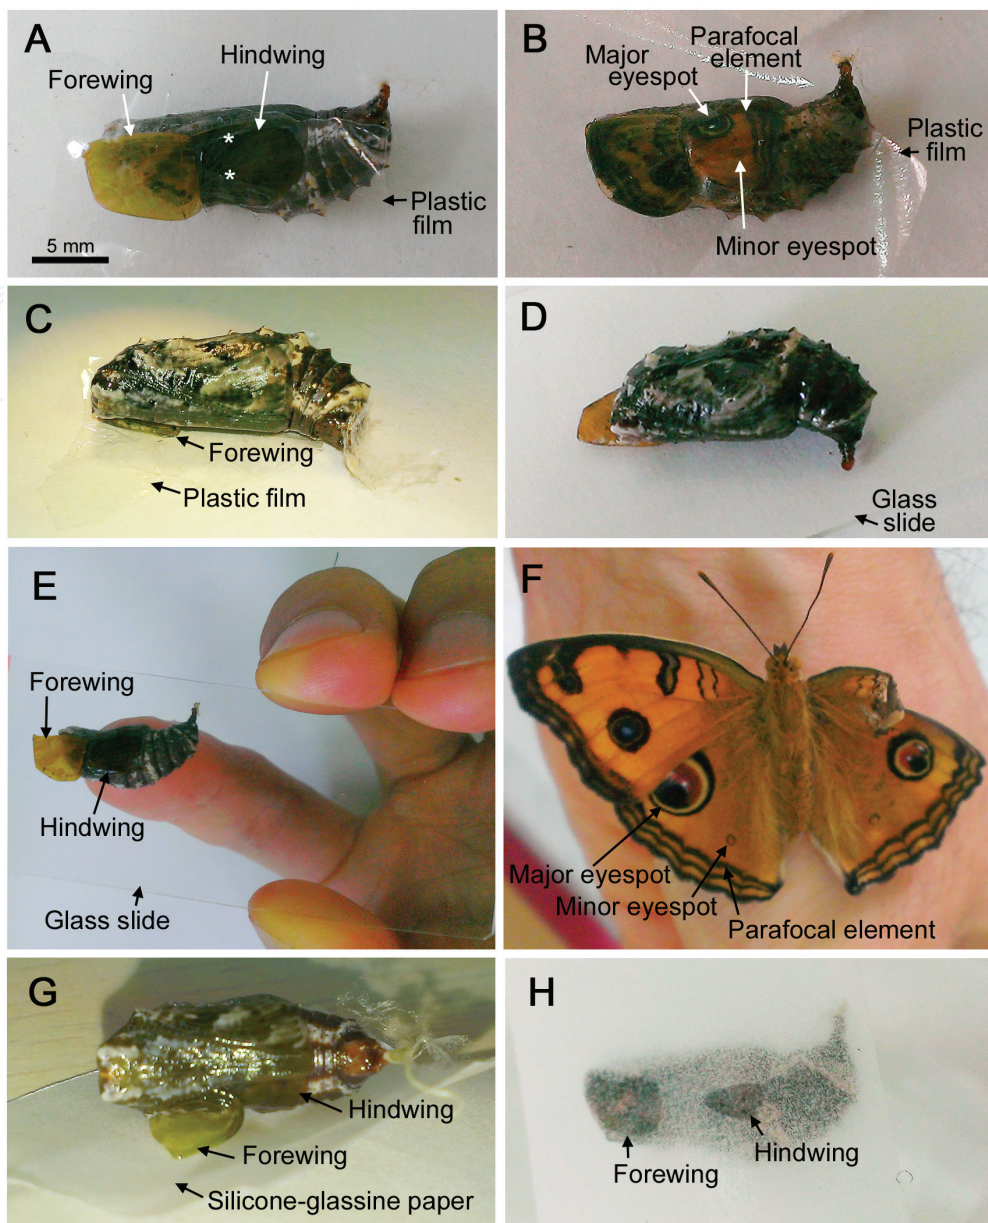 A
Hindwing
Forewing
*
*
Plastic
film
5 mm
B
Parafocal
element
Major
eyespot
Plastic
film
Minor eyespot
C
Forewing
Plastic film
D
Glass
slide
E
Forewing
Hindwing
Glass slide
F
Major eyespot
Minor eyespot
Parafocal element
G
Hindwing
Forewing
Silicone-glassine paper
H
Hindwing
Forewing